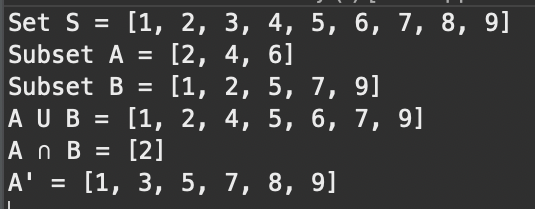 Set S = [1, 2, 3, 4, 5, 6, 7, 8, 9]
Subset A = [2, 4, 6]
Subset B = [1, 2, 5, 7, 9]
A U B = [1, 2, 4, 5, 6, 7, 9]
A ∩ B = [2]
A' = [1, 3, 5, 7, 8, 9]